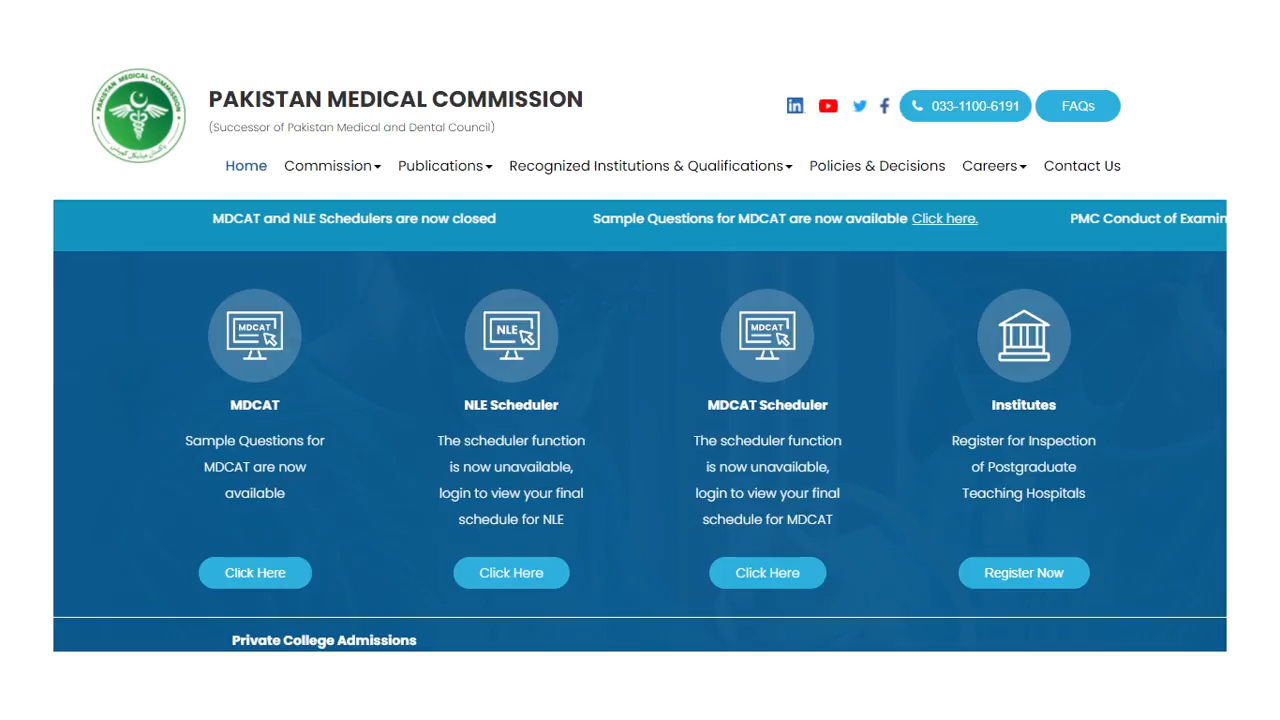 PAKISTAN MEDICAL COMMISSION
PAKISTAN MEDICAL COMMISSION
(Successor of Pakistan Medical and Dental Council)
033-1100-6191
FAQs
Home Commission Publications Recognized Institutions & Qualifications Policies & Decisions Careers Contact Us
MDCAT and NLE Schedulers are now closed Sample Questions for MDCAT are now available Click here. PMC Conduct of Examin
MDCAT
NLE
MDCAT
MDCAT
Sample Questions for
MDCAT are now
available
Click Here
NLE Scheduler
The scheduler function
is now unavailable,
login to view your final
schedule for NLE
Click Here
MDCAT Scheduler
The scheduler function
is now unavailable,
login to view your final
schedule for MDCAT
Click Here
Institutes
Register for Inspection
of Postgraduate
Teaching Hospitals
Register Now
Private College Admissions